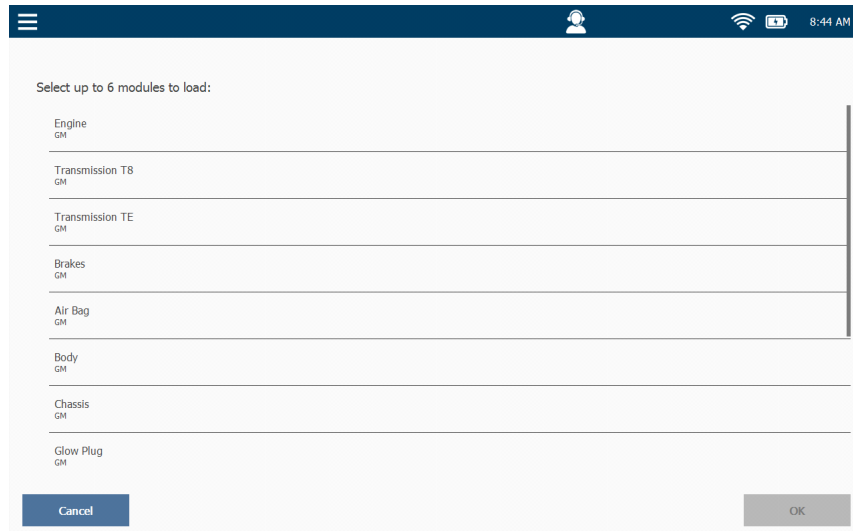 8:44 AM
Select up to 6 modules to load:
Engine
GM
Transmission T8
GM
Transmission TE
GM
Brakes
GM
Air Bag
GM
Body
GM
Chassis
GM
Glow Plug
GM
Cancel
OK